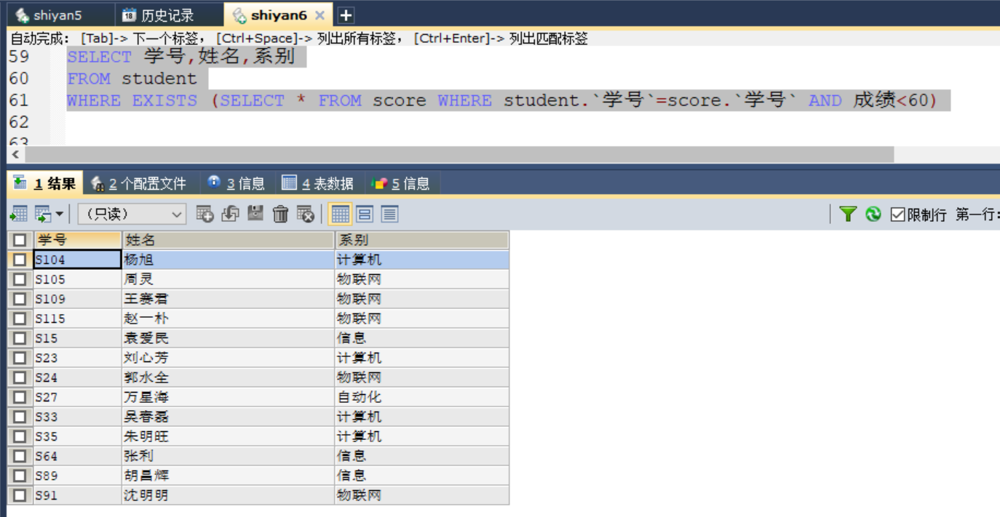 shiyan5 历史记录 shiyan6
自动完成: [Tab]-> 下一个标签, [Ctrl+Space]-> 列出所有标签, [Ctrl+Enter]-> 列出匹配标签
59 SELECT 学号,姓名,系别
60 FROM student
61 WHERE EXISTS (SELECT * FROM score WHERE student.`学号`=score.`学号` AND 成绩<60)
62
63
1 结果 2 个配置文件 3 信息 4 表数据 5 信息
(只读) 限制行 第一行:
学号 姓名 系别
S104 杨旭 计算机
S105 周灵 物联网
S109 王赛君 物联网
S115 赵一朴 物联网
S15 袁爱民 信息
S23 刘心芳 计算机
S24 郭水全 物联网
S27 万星海 自动化
S33 吴春磊 计算机
S35 朱明旺 计算机
S64 张利 信息
S89 胡昌辉 信息
S91 沈明明 物联网